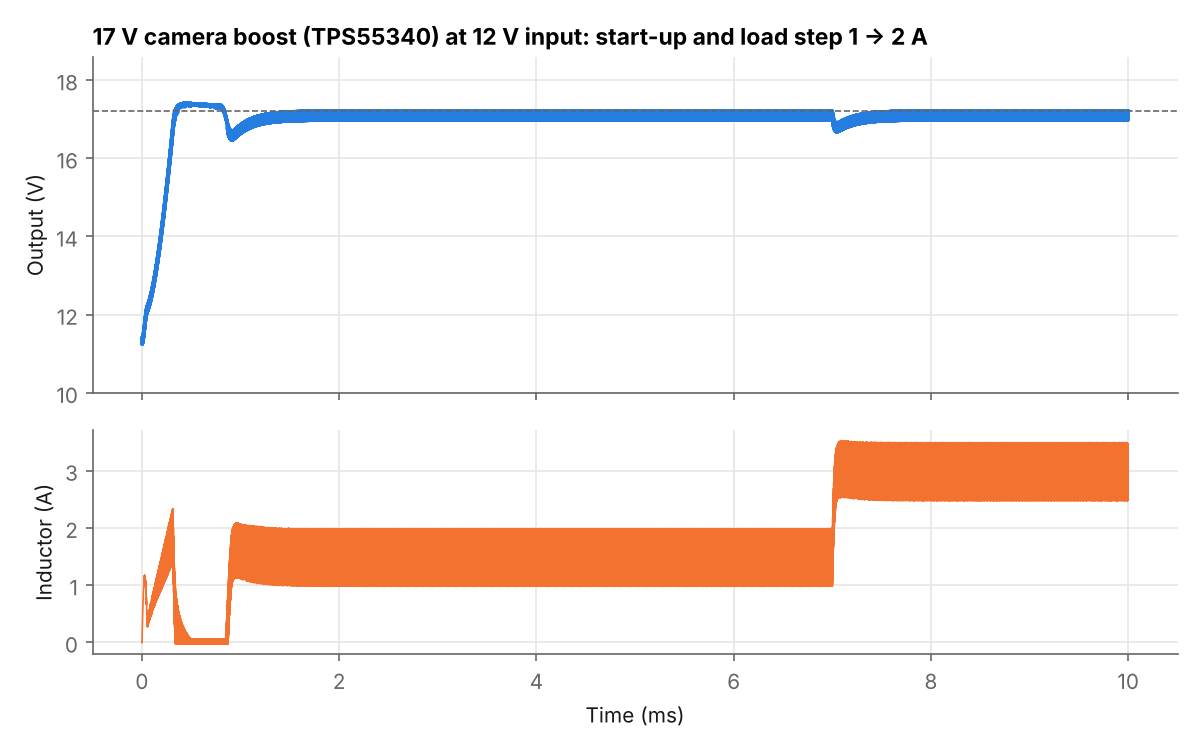 17 V camera boost (TPS55340) at 12 V input: start-up and load step 1 → 2 A
18
16
14
12
10
Output (V)
3
2
1
0
Inductor (A)
0 2 4 6 8 10
Time (ms)